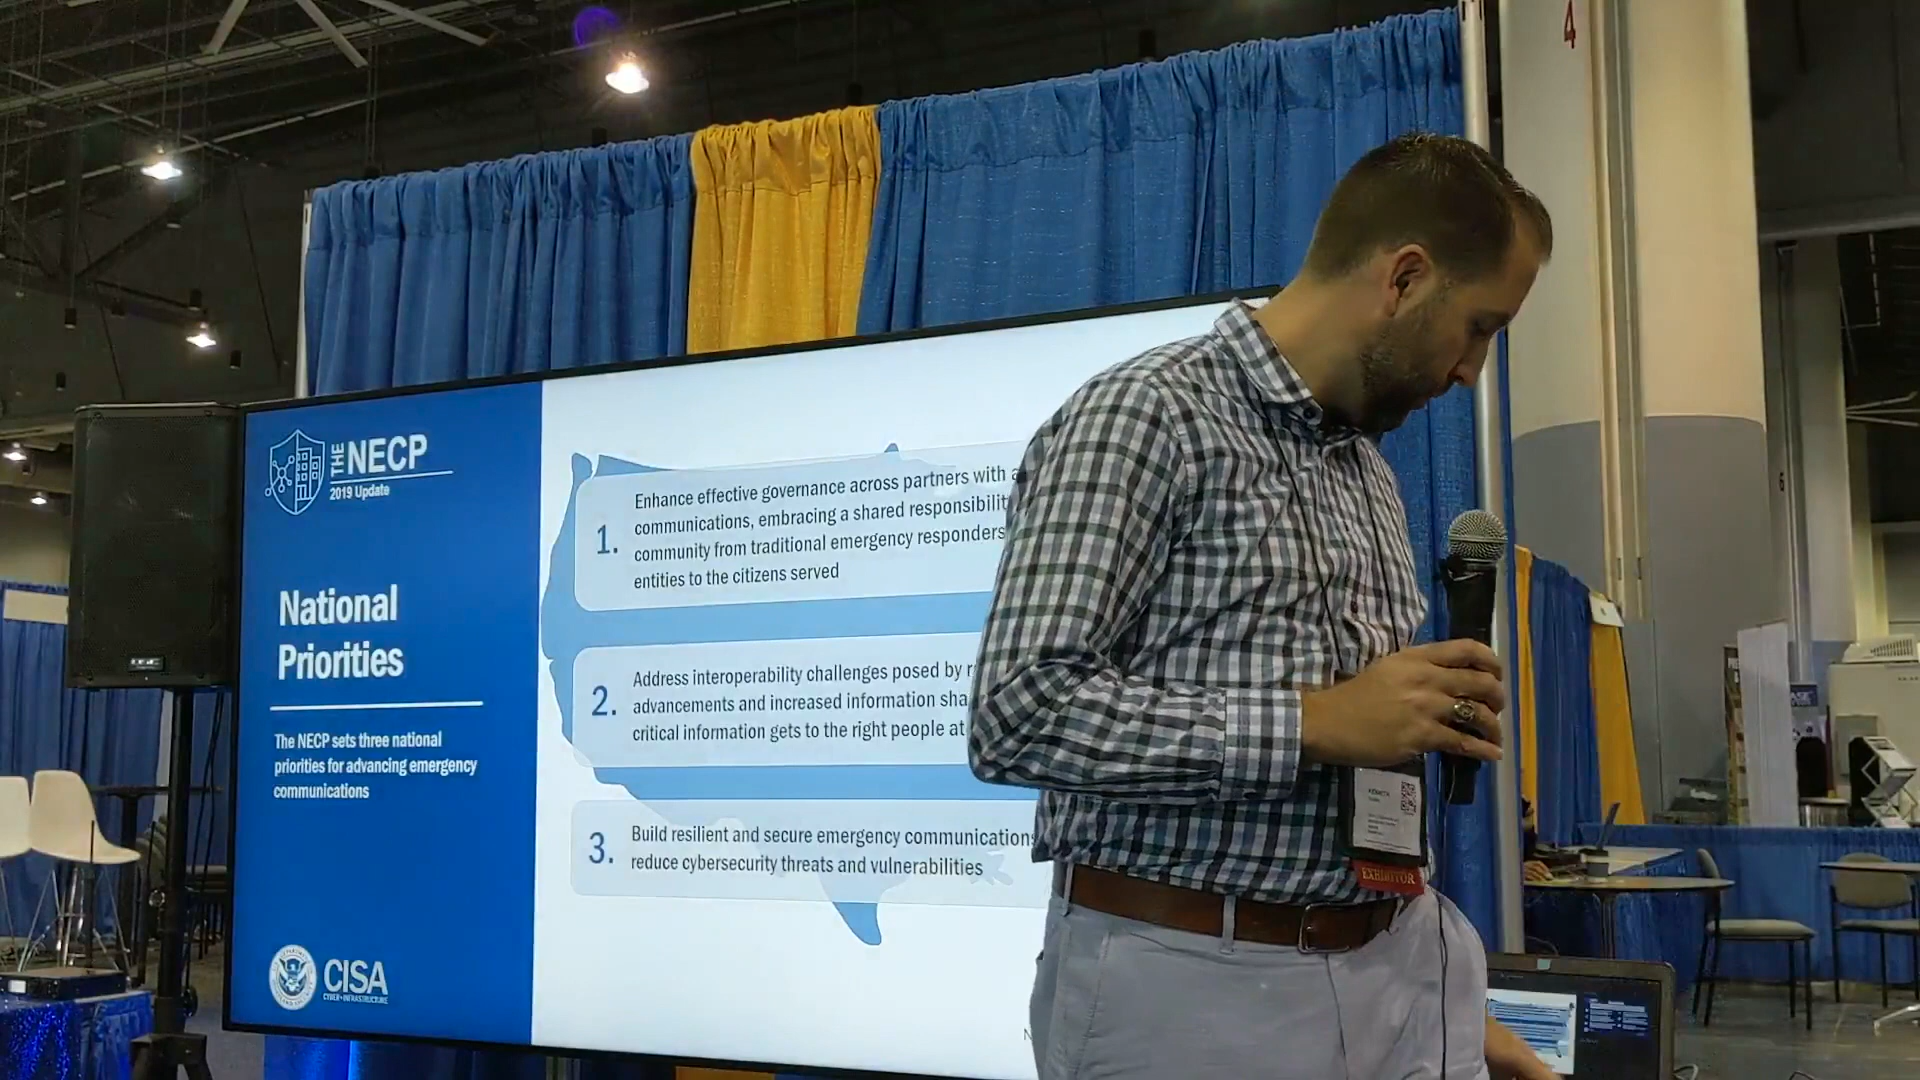 THE NECP
2019 Update
National
Priorities
The NECP sets three national
priorities for advancing emergency
communications
CISA
CYBER+INFRASTRUCTURE
1.
Enhance effective governance across partners with
communications, embracing a shared
community from traditional emergency responders
entities to the citizens served
2.
Address interoperability challenges posed by
advancements and increased information
critical information gets to the right people at
3.
Build resilient and secure emergency communications
reduce cybersecurity threats and vulnerabilities
KENNETH
EXHIBITOR
4